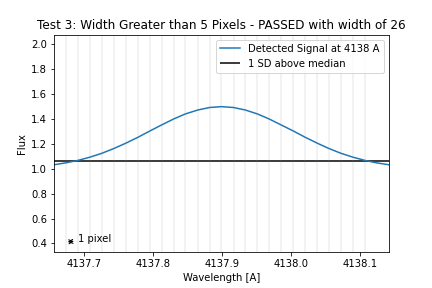 Test 3: Width Greater than 5 Pixels - PASSED with width of 26
2.0
1.8
1.6
1.4
1.2
1.0
0.8
0.6
0.4
Flux
Detected Signal at 4138 A
1 SD above median
1 pixel
4137.7 4137.8 4137.9 4138.0 4138.1
Wavelength [A]